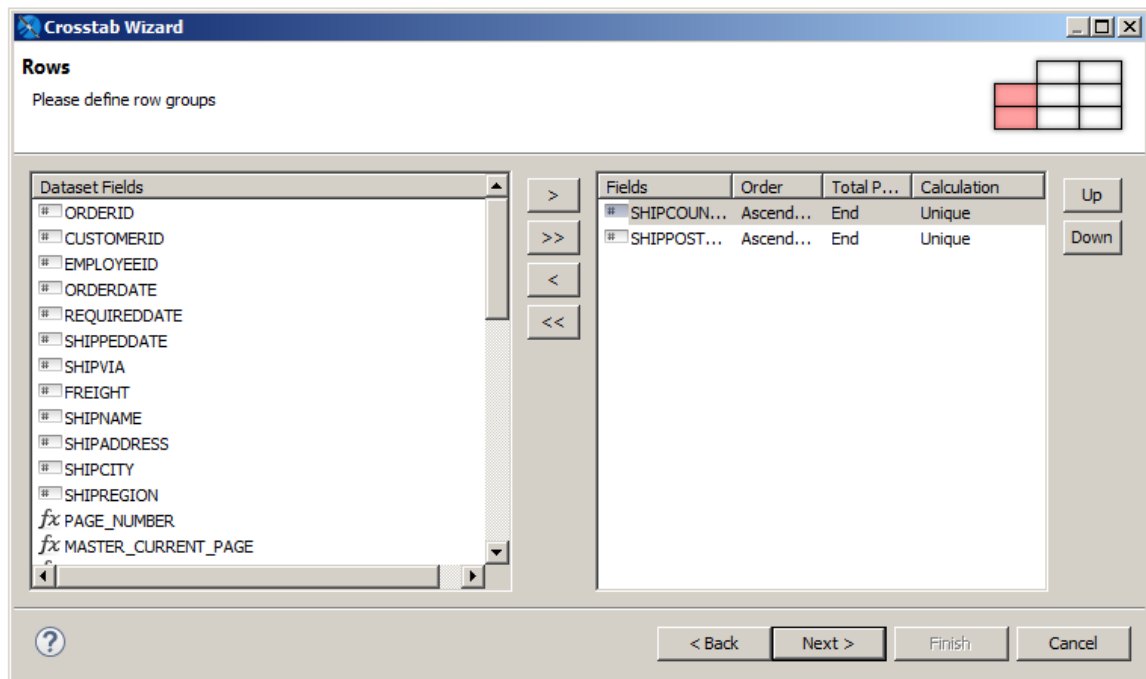 Crosstab Wizard
Rows
Please define row groups
Dataset Fields
ORDERID
CUSTOMERID
EMPLOYEEID
ORDERDATE
REQUIREDDATE
SHIPPEDDATE
SHIPVIA
FREIGHT
SHIPNAME
SHIPADDRESS
SHIPCITY
SHIPREGION
fx PAGE_NUMBER
fx MASTER_CURRENT_PAGE
>
>>
<
<<
Fields Order Total P... Calculation
SHIPCOUN... Ascend... End Unique
SHIPPOST... Ascend... End Unique
Up
Down
?
< Back Next > Finish Cancel